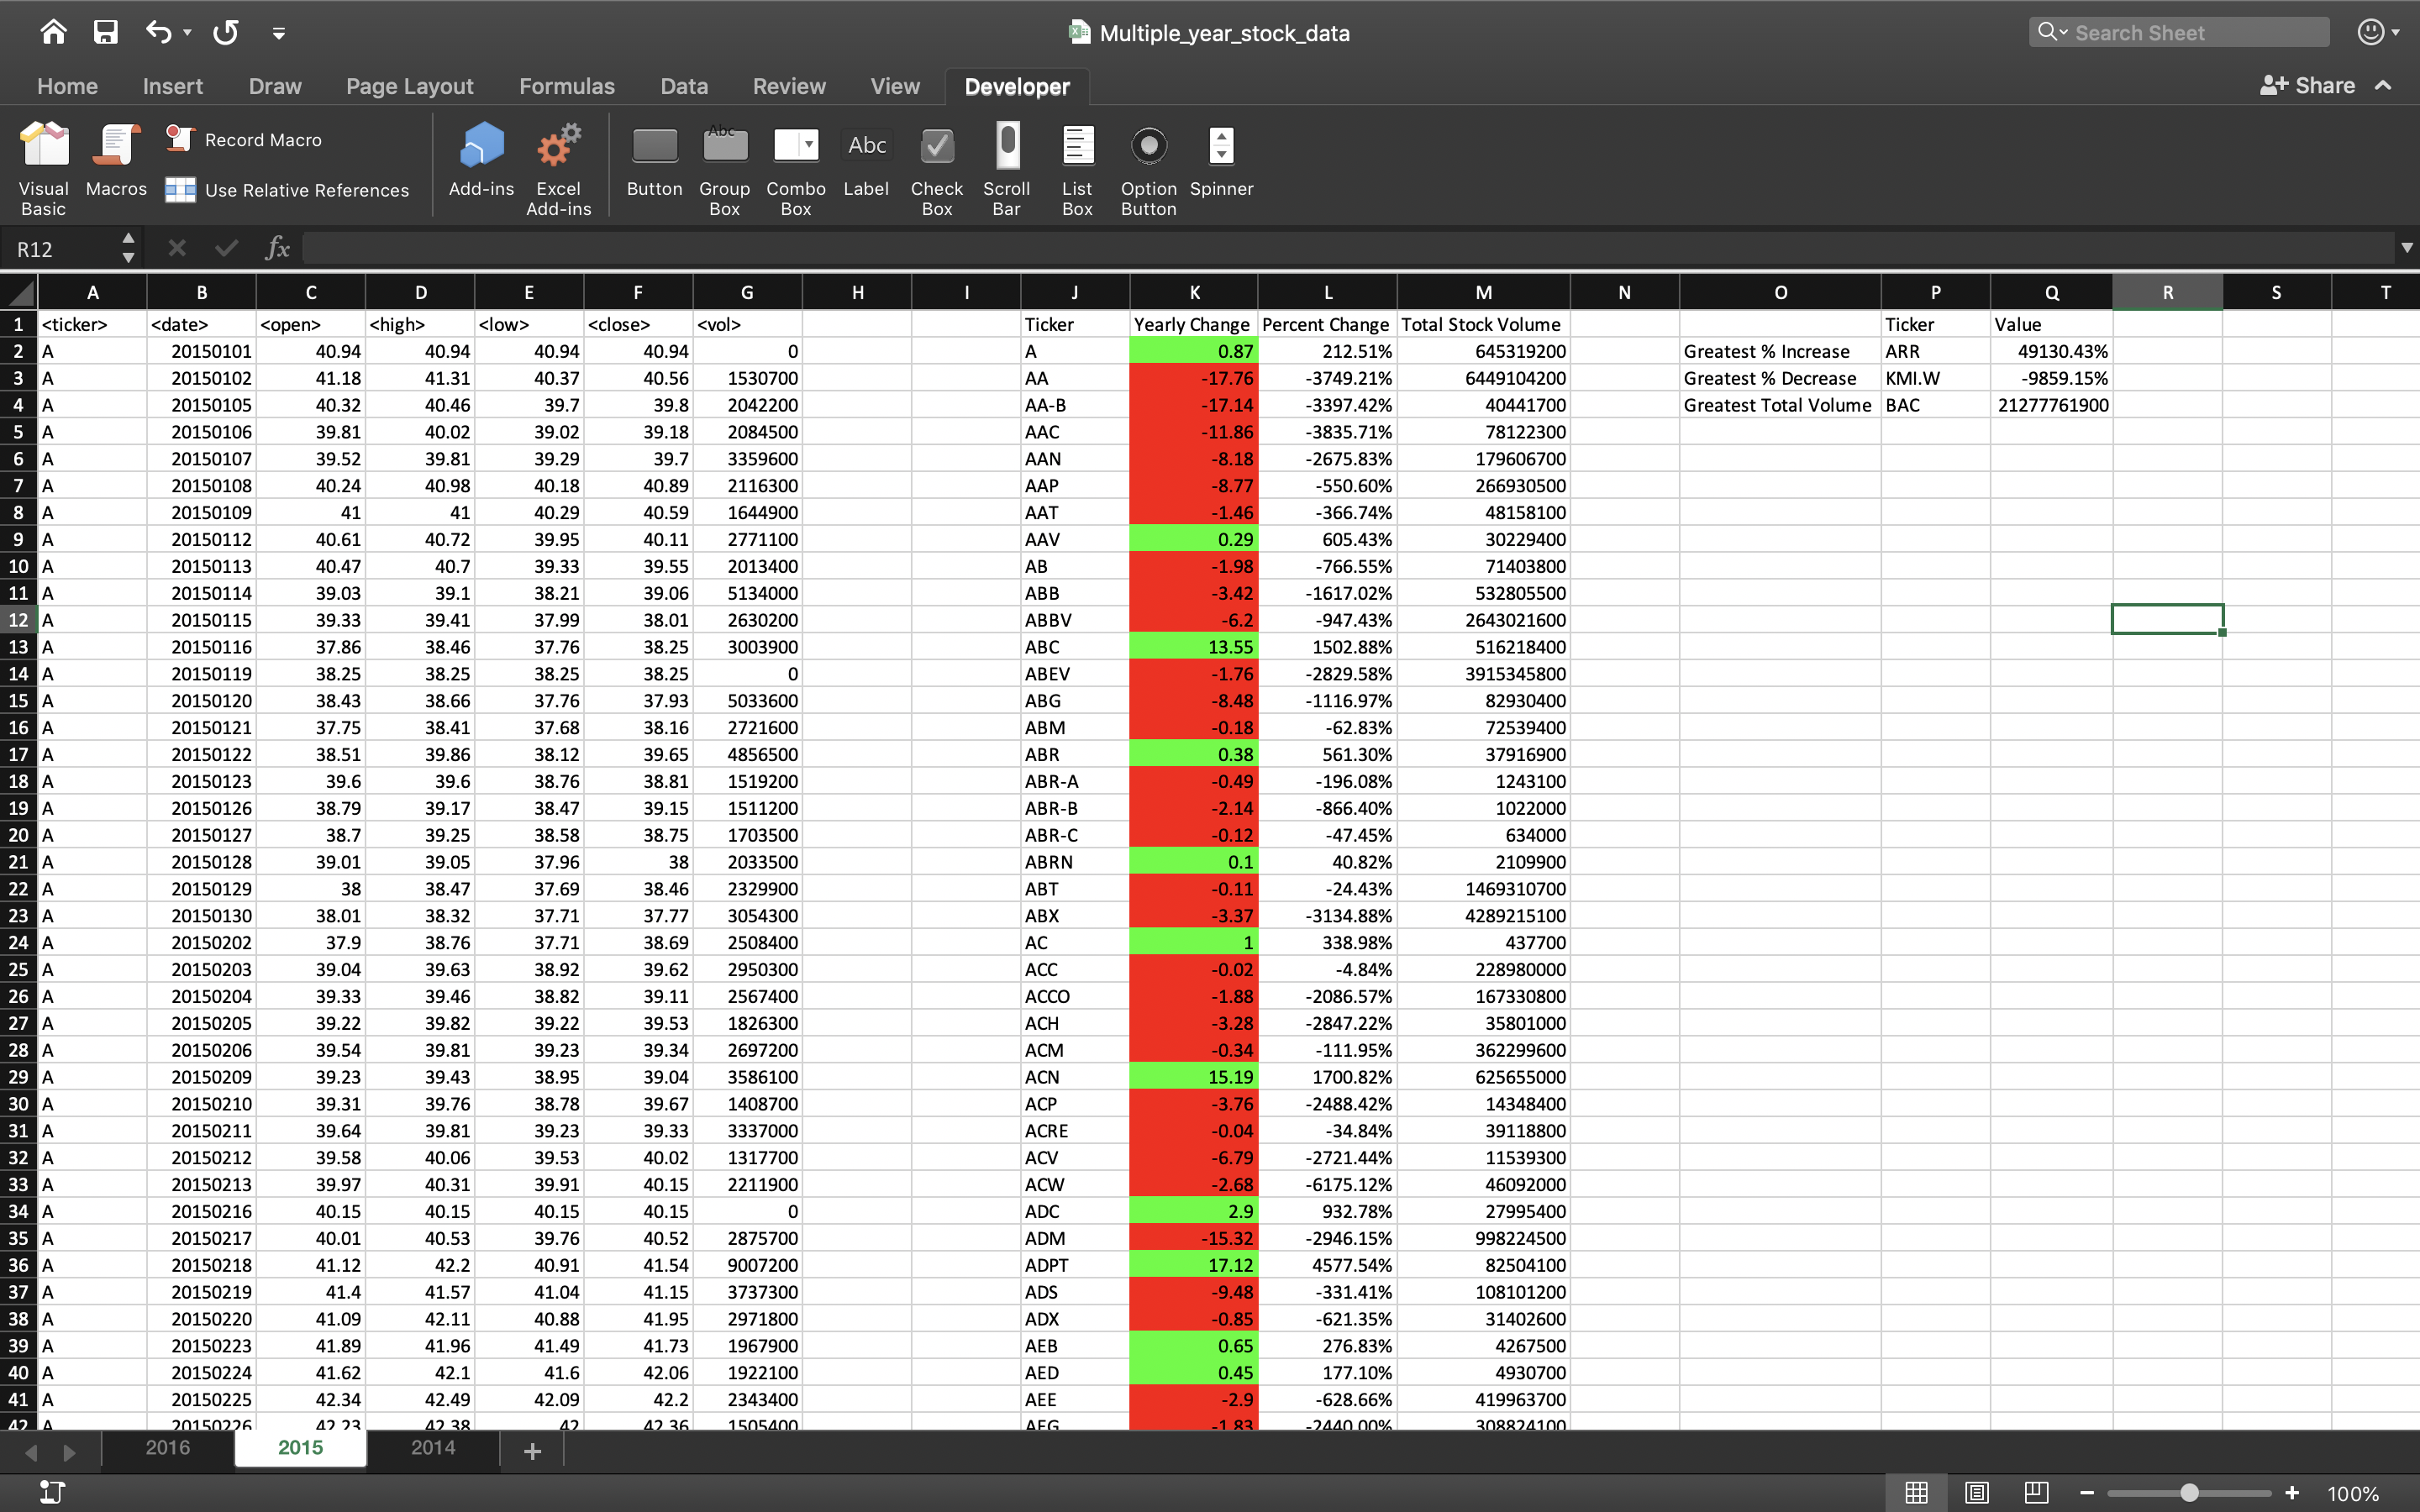 Multiple_year_stock_data
Search Sheet
Home Insert Draw Page Layout Formulas Data Review View Developer Share
Visual Basic Macros Record Macro Use Relative References Add-ins Excel Add-ins Button Abc Group Box Combo Box Abc Label Check Box Scroll Bar List Box Option Button Spinner
R12 fx
A B C D E F G H I J K L M N O P Q R S T
1 <ticker> <date> <open> <high> <low> <close> <vol> Ticker Yearly Change Percent Change Total Stock Volume Ticker Value
2 A 20150101 40.94 40.94 40.94 40.94 0 A 0.87 212.51% 645319200 Greatest % Increase ARR 49130.43%
3 A 20150102 41.18 41.31 40.37 40.56 1530700 AA -17.76 -3749.21% 6449104200 Greatest % Decrease KMI.W -9859.15%
4 A 20150105 40.32 40.46 39.7 39.8 2042200 AA-B -17.14 -3397.42% 40441700 Greatest Total Volume BAC 21277761900
5 A 20150106 39.81 40.02 39.02 39.18 2084500 AAC -11.86 -3835.71% 78122300
6 A 20150107 39.52 39.81 39.29 39.7 3359600 AAN -8.18 -2675.83% 179606700
7 A 20150108 40.24 40.98 40.18 40.89 2116300 AAP -8.77 -550.60% 266930500
8 A 20150109 41 41 40.29 40.59 1644900 AAT -1.46 -366.74% 48158100
9 A 20150112 40.61 40.72 39.95 40.11 2771100 AAV 0.29 605.43% 30229400
10 A 20150113 40.47 40.7 39.33 39.55 2013400 AB -1.98 -766.55% 71403800
11 A 20150114 39.03 39.1 38.21 39.06 5134000 ABB -3.42 -1617.02% 532805500
12 A 20150115 39.33 39.41 37.99 38.01 2630200 ABBV -6.2 -947.43% 2643021600
13 A 20150116 37.86 38.46 37.76 38.25 3003900 ABC 13.55 1502.88% 516218400
14 A 20150119 38.25 38.25 38.25 38.25 0 ABEV -1.76 -2829.58% 3915345800
15 A 20150120 38.43 38.66 37.76 37.93 5033600 ABG -8.48 -1116.97% 82930400
16 A 20150121 37.75 38.41 37.68 38.16 2721600 ABM -0.18 -62.83% 72539400
17 A 20150122 38.51 39.86 38.12 39.65 4856500 ABR 0.38 561.30% 37916900
18 A 20150123 39.6 39.6 38.76 38.81 1519200 ABR-A -0.49 -196.08% 1243100
19 A 20150126 38.79 39.17 38.47 39.15 1511200 ABR-B -2.14 -866.40% 1022000
20 A 20150127 38.7 39.25 38.58 38.75 1703500 ABR-C -0.12 -47.45% 634000
21 A 20150128 39.01 39.05 37.96 38 2033500 ABRN 0.1 40.82% 2109900
22 A 20150129 38 38.47 37.69 38.46 2329900 ABT -0.11 -24.43% 1469310700
23 A 20150130 38.01 38.32 37.71 37.77 3054300 ABX -3.37 -3134.88% 4289215100
24 A 20150202 37.9 38.76 37.71 38.69 2508400 AC 1 338.98% 437700
25 A 20150203 39.04 39.63 38.92 39.62 2950300 ACC -0.02 -4.84% 228980000
26 A 20150204 39.33 39.46 38.82 39.11 2567400 ACCO -1.88 -2086.57% 167330800
27 A 20150205 39.22 39.82 39.22 39.53 1826300 ACH -3.28 -2847.22% 35801000
28 A 20150206 39.54 39.81 39.23 39.34 2697200 ACM -0.34 -111.95% 362299600
29 A 20150209 39.23 39.43 38.95 39.04 3586100 ACN 15.19 1700.82% 625655000
30 A 20150210 39.31 39.76 38.78 39.67 1408700 ACP -3.76 -2488.42% 14348400
31 A 20150211 39.64 39.81 39.23 39.33 3337000 ACRE -0.04 -34.84% 39118800
32 A 20150212 39.58 40.06 39.53 40.02 1317700 ACV -6.79 -2721.44% 11539300
33 A 20150213 39.97 40.31 39.91 40.15 2211900 ACW -2.68 -6175.12% 46092000
34 A 20150216 40.15 40.15 40.15 40.15 0 ADC 2.9 932.78% 27995400
35 A 20150217 40.01 40.53 39.76 40.52 2875700 ADM -15.32 -2946.15% 998224500
36 A 20150218 41.12 42.2 40.91 41.54 9007200 ADPT 17.12 4577.54% 82504100
37 A 20150219 41.4 41.57 41.04 41.15 3737300 ADS -9.48 -331.41% 108101200
38 A 20150220 41.09 42.11 40.88 41.95 2971800 ADX -0.85 -621.35% 31402600
39 A 20150223 41.89 41.96 41.49 41.73 1967900 AEB 0.65 276.83% 4267500
40 A 20150224 41.62 42.1 41.6 42.06 1922100 AED 0.45 177.10% 4930700
41 A 20150225 42.34 42.49 42.09 42.2 2343400 AEE -2.9 -628.66% 419963700
42 A 20150226 42.23 42.38 42 42.36 1505400 AEG -1.83 -2440.00% 308824100
2016 2015 2014
100%